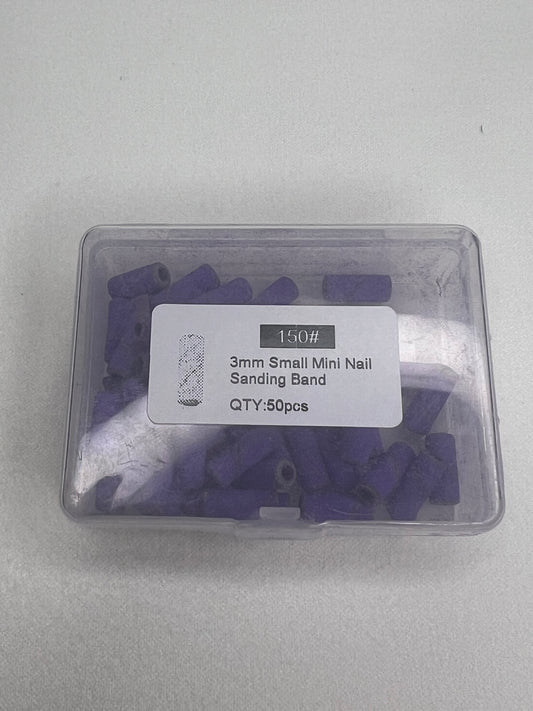 150#
3mm Small Mini Nail
Sanding Band
QTY:50pcs